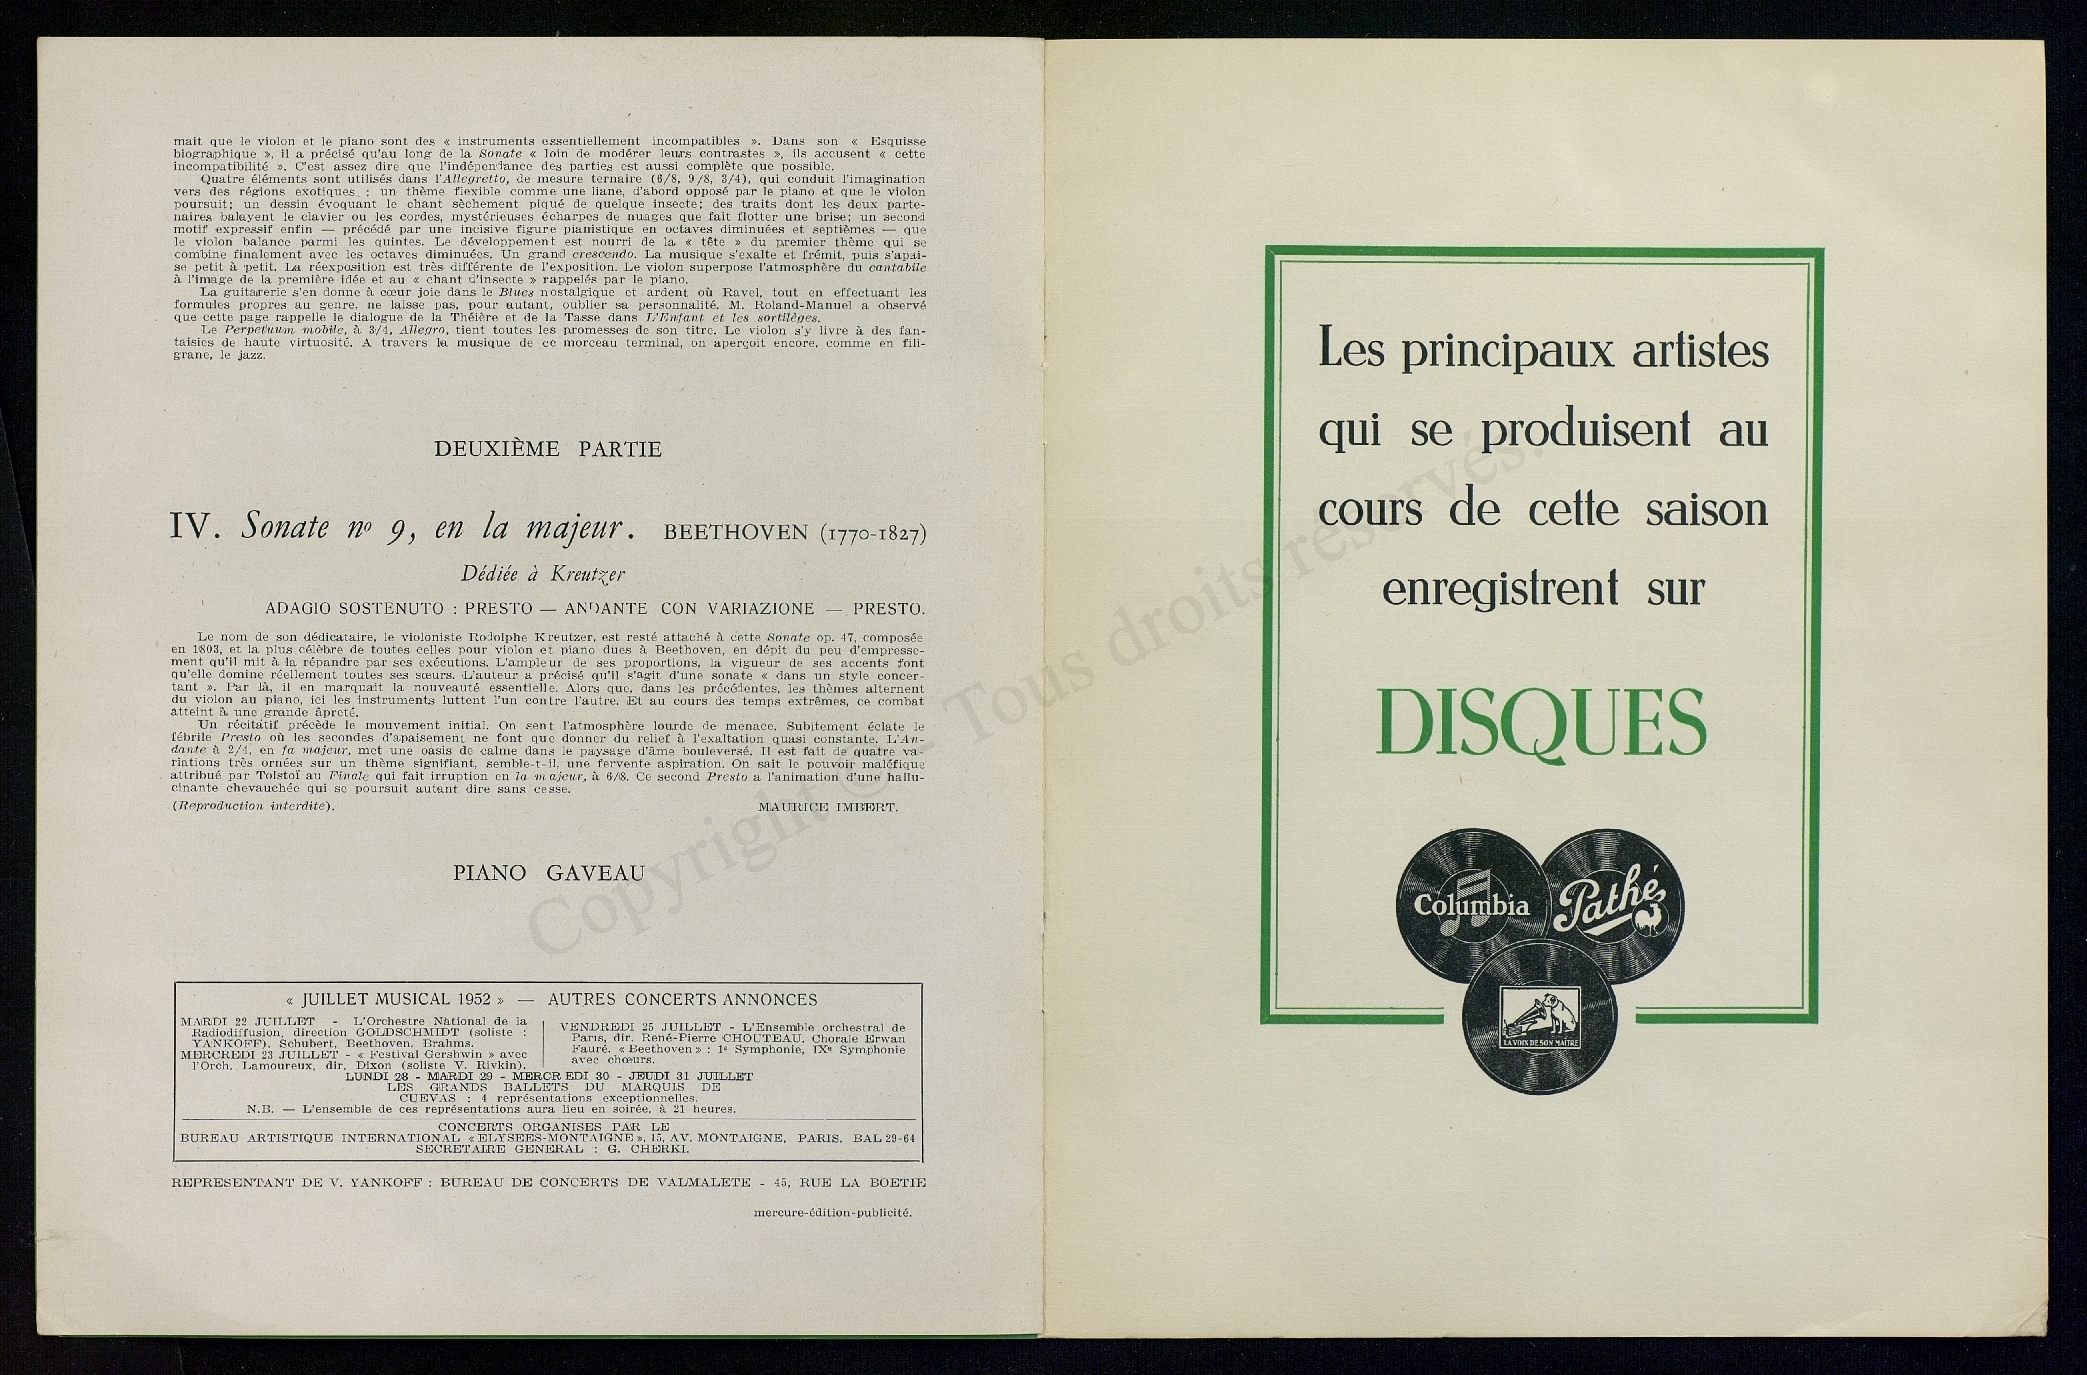 mait que le violon et le piano sont des « instruments essentiellement incompatibles ». Dans son « Esquisse
biographique », il a précisé qu'au long de la Sonate « loin de modérer leurs contrastes », ils accusent « cette
incompatibilité ». C'est assez dire que l'indépendance des parties est aussi complète que possible.
Quatre éléments sont utilisés dans l'Allegretto, de mesure ternaire (6/8, 9/8, 3/4), qui conduit l'imagination
vers des régions exotiques : un thème flexible comme une liane, d'abord opposé par le piano et que le violon
poursuit; un dessin évoquant le chant sèchement piqué de quelque insecte; des traits dont les deux parte-
naires balayent le clavier ou les cordes, mystérieuses écharpes de nuages que fait flotter une brise; un second
motif expressif enfin — précédé par une incisive figure pianistique en octaves diminuées et septièmes — que
le violon balance parmi les quintes. Le développement est nourri de la « tête » du premier thème qui se
combine finalement avec les octaves diminuées. Un grand crescendo. La musique s'exalte et frémit, puis s'apai-
se petit à petit. La réexposition est très différente de l'exposition. Le violon superpose l'atmosphère du cantabile
à l'image de la première idée et au « chant d'insecte » rappelés par le piano.
La guitarerie s'en donne à cœur joie dans le Blues nostalgique et ardent où Ravel, tout en effectuant les
formules propres au genre, ne laisse pas, pour autant, oublier sa personnalité. M. Roland-Manuel a observé
que cette page rappelle le dialogue de la Théière et de la Tasse dans L'Enfant et les sortilèges.
Le Perpetuum mobile, à 3/4, Allegro, tient toutes les promesses de son titre. Le violon s'y livre à des fan-
taisies de haute virtuosité. A travers la musique de ce morceau terminal, on aperçoit encore, comme en fili-
grane, le jazz.
DEUXIÈME PARTIE
IV. Sonate nº 9, en la majeur. BEETHOVEN (1770-1827)
Dédiée à Kreutzer
ADAGIO SOSTENUTO : PRESTO — ANDANTE CON VARIAZIONE — PRESTO.
Le nom de son dédicataire, le violoniste Rodolphe Kreutzer, est resté attaché à cette Sonate op. 47, composée
en 1803, et la plus célèbre de toutes celles pour violon et piano dues à Beethoven, en dépit du peu d'empresse-
ment qu'il mit à la répandre par ses exécutions. L'ampleur de ses proportions, la vigueur de ses accents font
qu'elle domine réellement toutes ses sœurs. L'auteur a précisé qu'il s'agit d'une sonate « dans un style concer-
tant ». Par là, il en marquait la nouveauté essentielle. Alors que, dans les précédentes, les thèmes alternent
du violon au piano, ici les instruments luttent l'un contre l'autre. Et au cours des temps extrêmes, ce combat
atteint à une grande âpreté.
Un récitatif précède le mouvement initial. On sent l'atmosphère lourde de menace. Subitement éclate le
fébrile Presto où les secondes d'apaisement ne font que donner du relief à l'exaltation quasi constante. L'An-
dante à 2/4, en fa majeur, met une oasis de calme dans le paysage d'âme bouleversé. Il est fait de quatre va-
riations très ornées sur un thème signifiant, semble-t-il, une fervente aspiration. On sait le pouvoir maléfique
attribué par Tolstoï au Finale qui fait irruption en la majeur, à 6/8. Ce second Presto a l'animation d'une hallu-
cinante chevauchée qui se poursuit autant dire sans cesse.
(Reproduction interdite). MAURICE IMBERT.
PIANO GAVEAU
« JUILLET MUSICAL 1952 » — AUTRES CONCERTS ANNONCES
MARDI 22 JUILLET - L'Orchestre National de la
Radiodiffusion, direction GOLDSCHMIDT (soliste :
YANKOFF). Schubert, Beethoven, Brahms.
MERCREDI 23 JUILLET - « Festival Gershwin » avec
l'Orch. Lamoureux, dir. Dixon (soliste V. Rivkin).
VENDREDI 25 JUILLET - L'Ensemble orchestral de
Paris, dir. René-Pierre CHOUTEAU. Chorale Erwan
Fauré. « Beethoven » : 1e Symphonie, IXe Symphonie
avec chœurs.
LUNDI 28 - MARDI 29 - MERCREDI 30 - JEUDI 31 JUILLET
LES GRANDS BALLETS DU MARQUIS DE
CUEVAS : 4 représentations exceptionnelles.
N.B. — L'ensemble de ces représentations aura lieu en soirée, à 21 heures.
CONCERTS ORGANISES PAR LE
BUREAU ARTISTIQUE INTERNATIONAL « ELYSEES-MONTAIGNE », 15, AV. MONTAIGNE, PARIS. BAL 29-64
SECRETAIRE GENERAL : G. CHERKI.
REPRESENTANT DE V. YANKOFF : BUREAU DE CONCERTS DE VALMALETE - 45, RUE LA BOETIE
mercure-édition-publicité.
Les principaux artistes
qui se produisent au
cours de cette saison
enregistrent sur
DISQUES
Columbia
Pathé
LA VOIX DE SON MAITRE
Copyright © - Tous droits réservés.